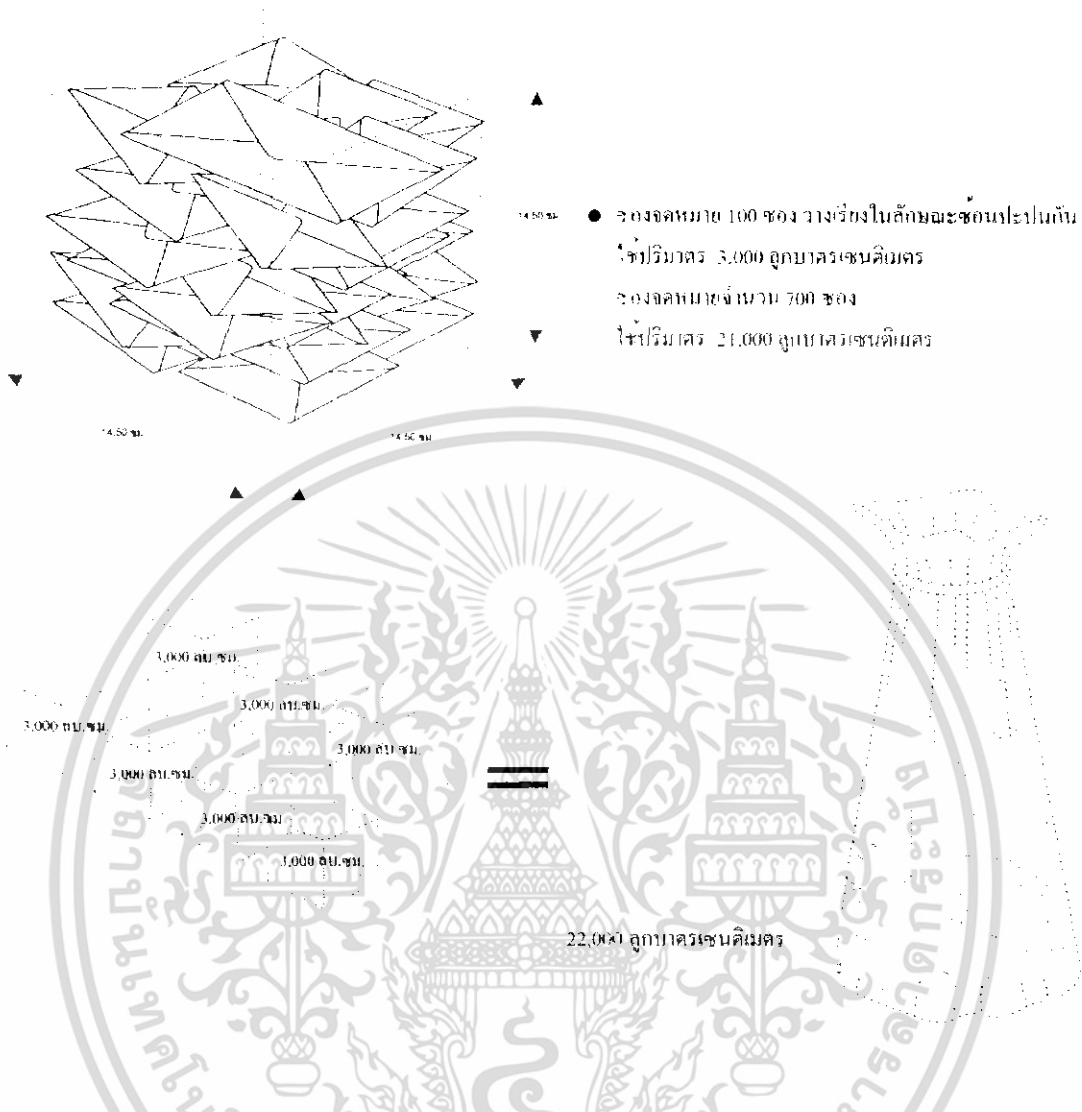 14.50 ซม.
● ซองจดหมาย 100 ซอง วางเรียงในลักษณะซ้อนปะปนกัน
ใช้ปริมาตร 3,000 ลูกบาศรเซนติเมตร
ซองจดหมายจำนวน 700 ซอง
ใช้ปริมาตร 21,000 ลูกบาศรเซนติเมตร
14.50 ซม.
14.50 ซม.
3,000 ลบ.ซม.
3,000 ลบ.ซม.
3,000 ลบ.ซม.
3,000 ลบ.ซม.
3,000 ลบ.ซม.
3,000 ลบ.ซม.
3,000 ลบ.ซม.
=
22,000 ลูกบาศรเซนติเมตร